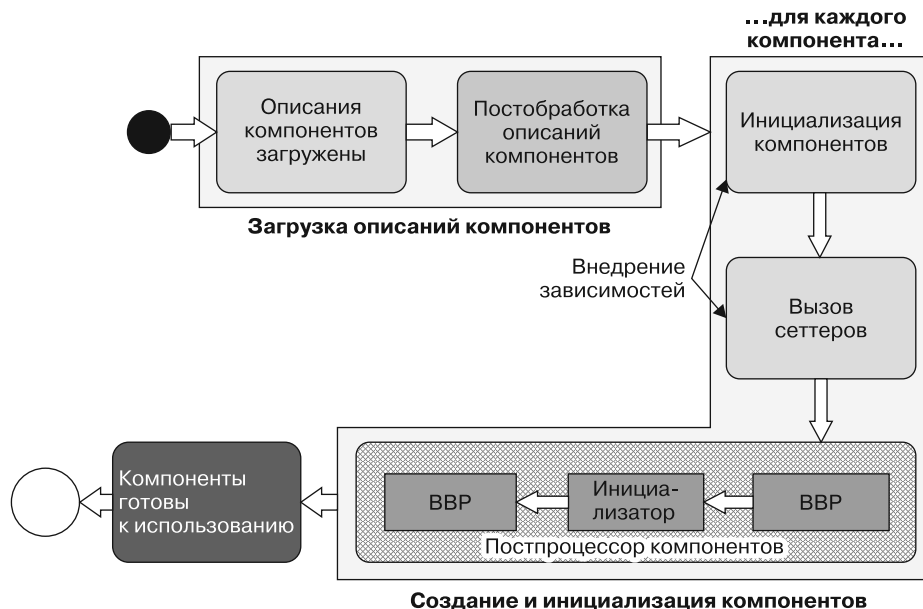 ...для каждого
компонента...
Описания
компонентов
загружены
Постобработка
описаний
компонентов
Инициализация
компонентов
Загрузка описаний компонентов
Внедрение
зависимостей
Вызов
сеттеров
Компоненты
готовы
к использованию
BBP
Инициа-
лизатор
BBP
Постпроцессор компонентов
Создание и инициализация компонентов